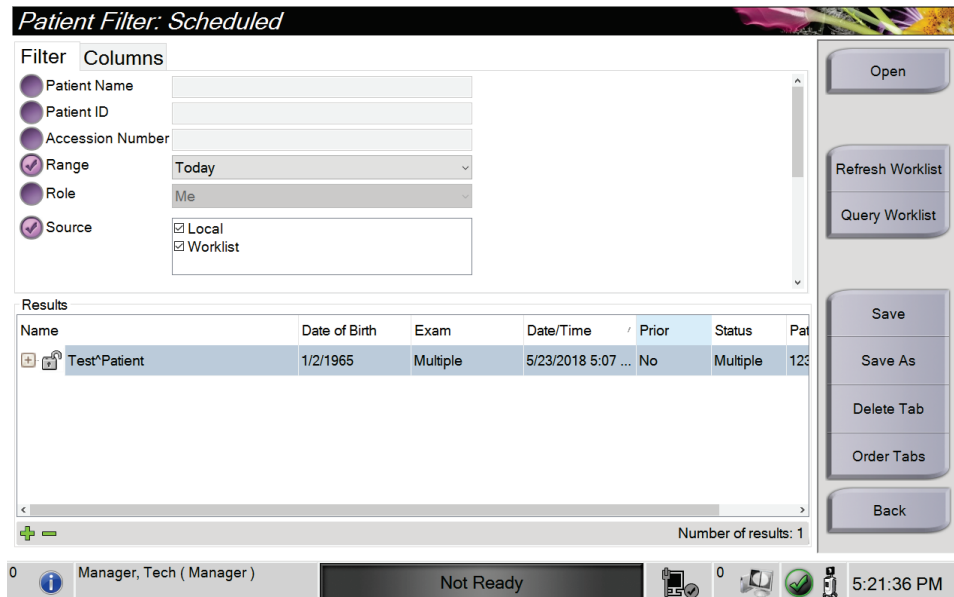 Patient Filter: Scheduled
Filter Columns
Patient Name
Patient ID
Accession Number
Range Today
Role Me
Source Local
Worklist
Open
Refresh Worklist
Query Worklist
Save
Save As
Delete Tab
Order Tabs
Back
Results
Name Date of Birth Exam Date/Time Prior Status Pat
Test^Patient 1/2/1965 Multiple 5/23/2018 5:07 ... No Multiple 123
Number of results: 1
0 Manager, Tech ( Manager ) Not Ready 0 5:21:36 PM